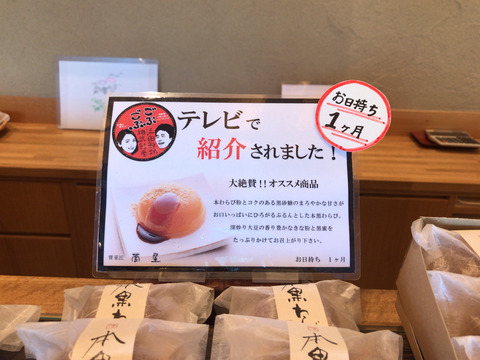 ごぶごぶ
テレビで
紹介されました!
お日持ち
1ヶ月
大絶賛!!オススメ商品
本わらび粉とコクのある黒砂糖のまろやかな甘さが
お口いっぱいにひろがるぷるんとした本黒わらび。
深炒り大豆の香り豊かなきな粉と黒蜜を
たっぷりかけてお召上がり下さい。
お日持ち 1ヶ月
黒わ
本黒
本黒